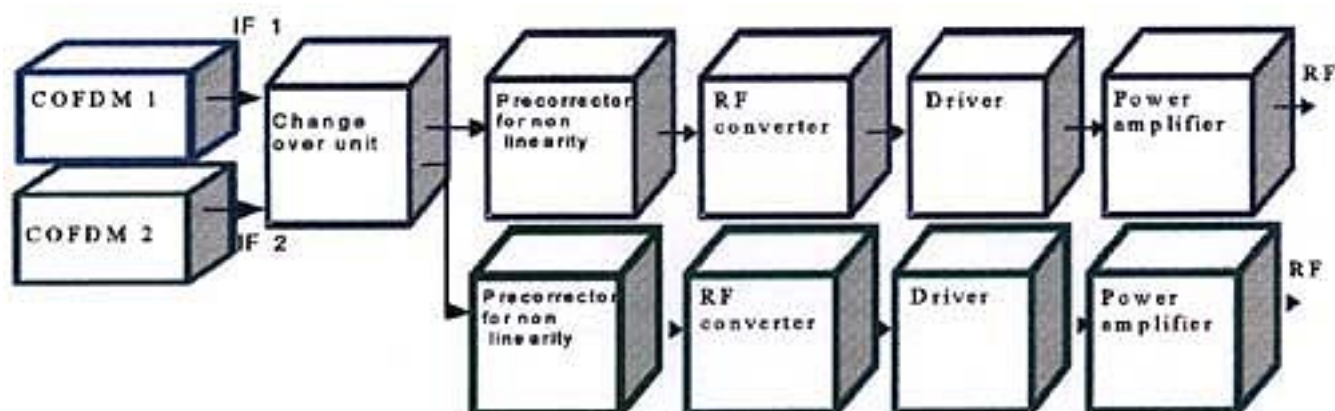 IF 1
COFDM 1
COFDM 2
IF 2
Change
over unit
Precorrector
for non
linearity
RF
converter
Driver
Power
amplifier
RF
Precorrector
for non
linearity
RF
converter
Driver
Power
amplifier
RF